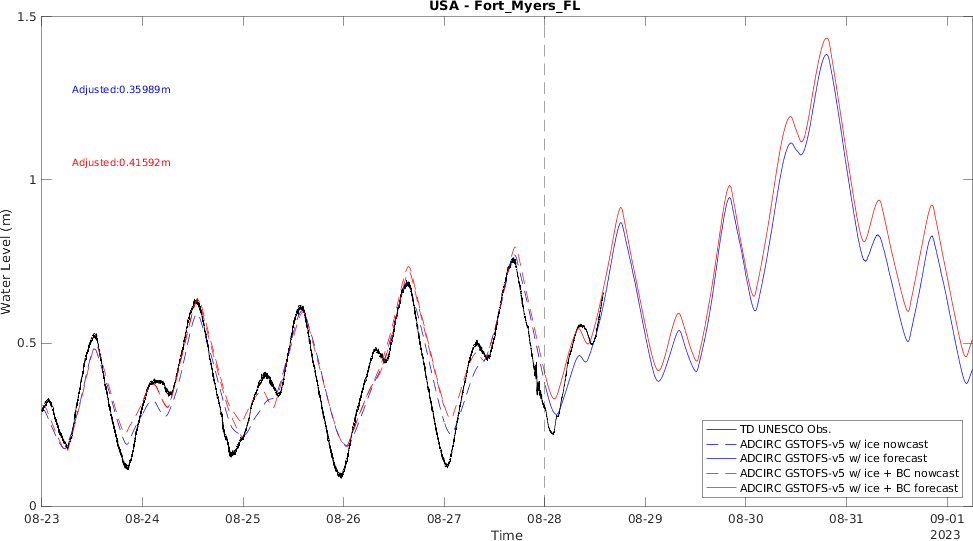 USA - Fort_Myers_FL
1.5
Adjusted:0.35989m
Adjusted:0.41592m
1
Water Level (m)
0.5
0
TD UNESCO Obs.
ADCIRC GSTOFS-v5 w/ ice nowcast
ADCIRC GSTOFS-v5 w/ ice forecast
ADCIRC GSTOFS-v5 w/ ice + BC nowcast
ADCIRC GSTOFS-v5 w/ ice + BC forecast
08-23 08-24 08-25 08-26 08-27 08-28 08-29 08-30 08-31 09-01
2023
Time